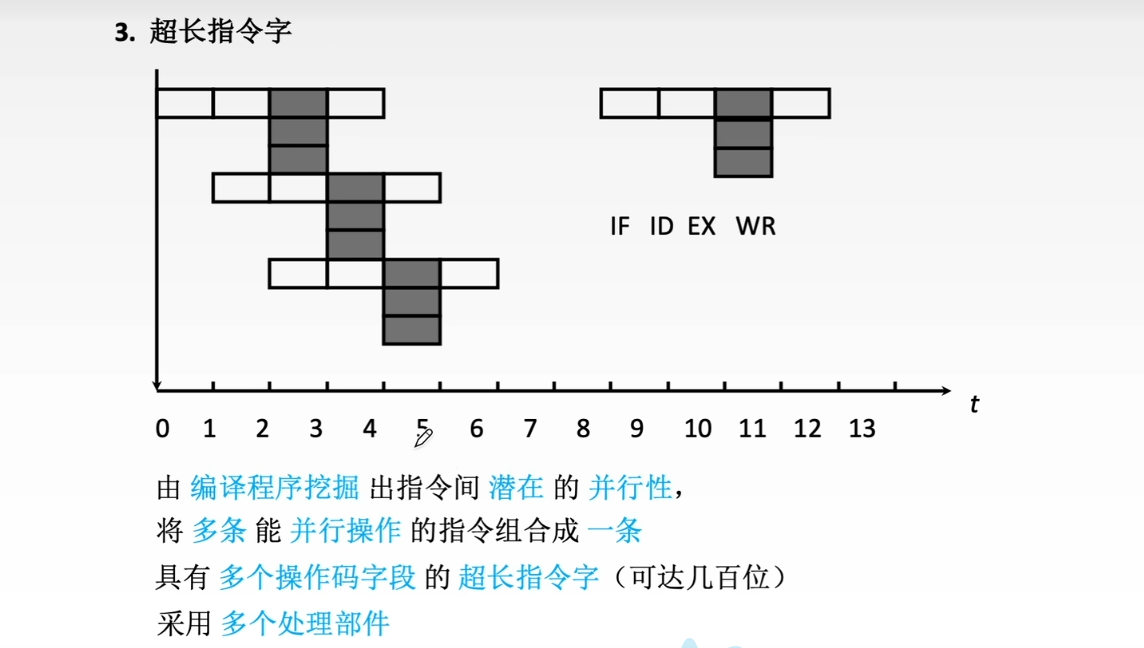 3. 超长指令字
IF ID EX WR
t
0 1 2 3 4 5 6 7 8 9 10 11 12 13
由 编译程序挖掘 出指令间 潜在 的 并行性，
将 多条 能 并行操作 的指令组合成 一条
具有 多个操作码字段 的 超长指令字（可达几百位）
采用 多个处理部件